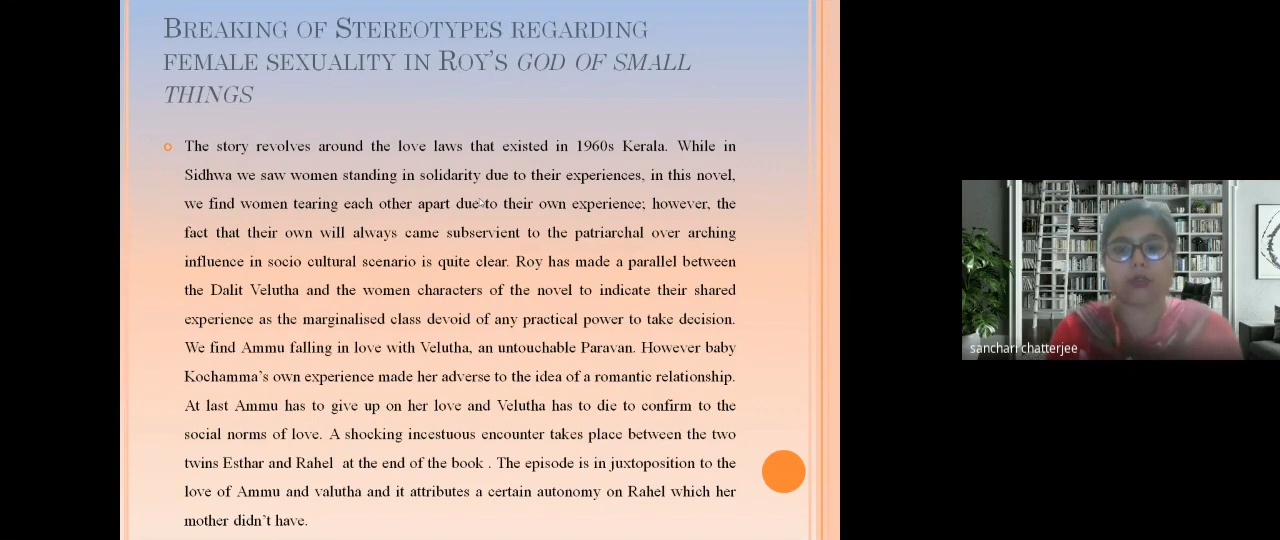 BREAKING OF STEREOTYPES REGARDING
FEMALE SEXUALITY IN ROY'S GOD OF SMALL
THINGS
The story revolves around the love laws that existed in 1960s Kerala. While in
Sidhwa we saw women standing in solidarity due to their experiences, in this novel,
we find women tearing each other apart due to their own experience; however, the
fact that their own will always came subservient to the patriarchal over arching
influence in socio cultural scenario is quite clear. Roy has made a parallel between
the Dalit Velutha and the women characters of the novel to indicate their shared
experience as the marginalised class devoid of any practical power to take decision.
We find Ammu falling in love with Velutha, an untouchable Paravan. However baby
Kochamma's own experience made her adverse to the idea of a romantic relationship.
At last Ammu has to give up on her love and Velutha has to die to confirm to the
social norms of love. A shocking incestuous encounter takes place between the two
twins Esthar and Rahel at the end of the book . The episode is in juxtoposition to the
love of Ammu and valutha and it attributes a certain autonomy on Rahel which her
mother didn't have.
sanchari chatterjee